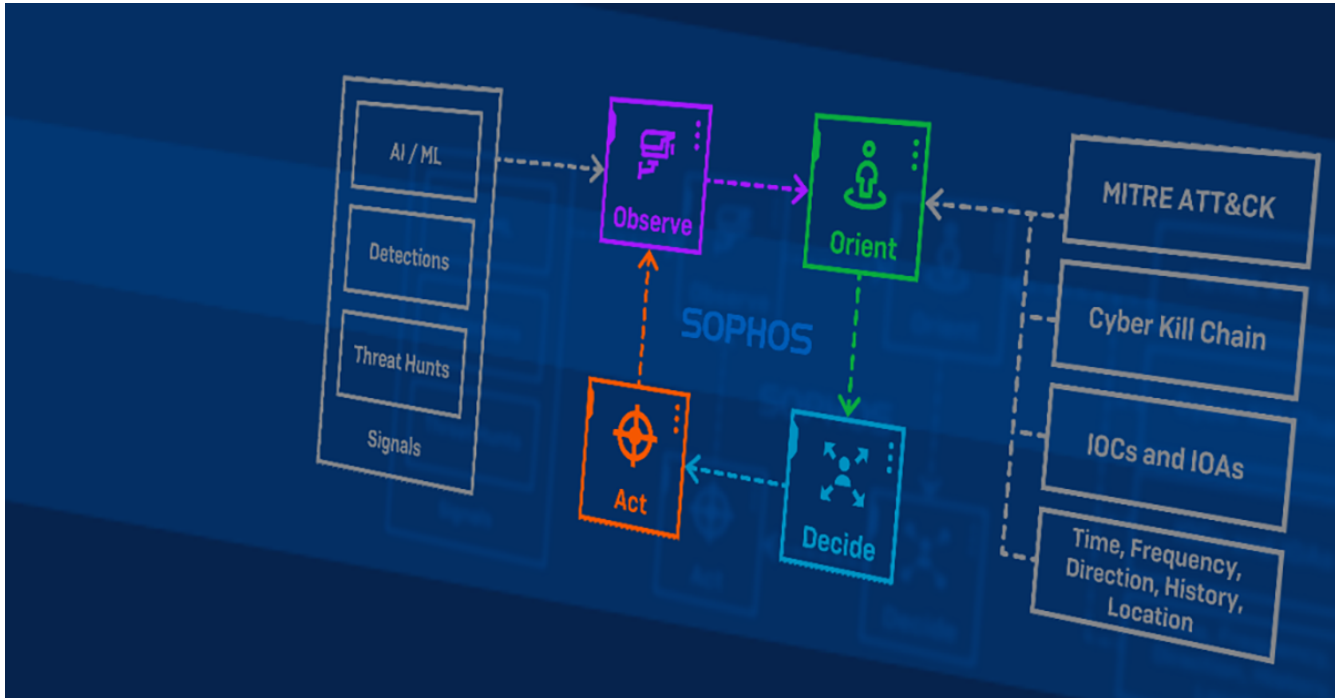 AI / ML
Detections
Threat Hunts
Signals
Observe
Orient
SOPHOS
Act
Decide
MITRE ATT&CK
Cyber Kill Chain
IOCs and IOAs
Time, Frequency,
Direction, History,
Location